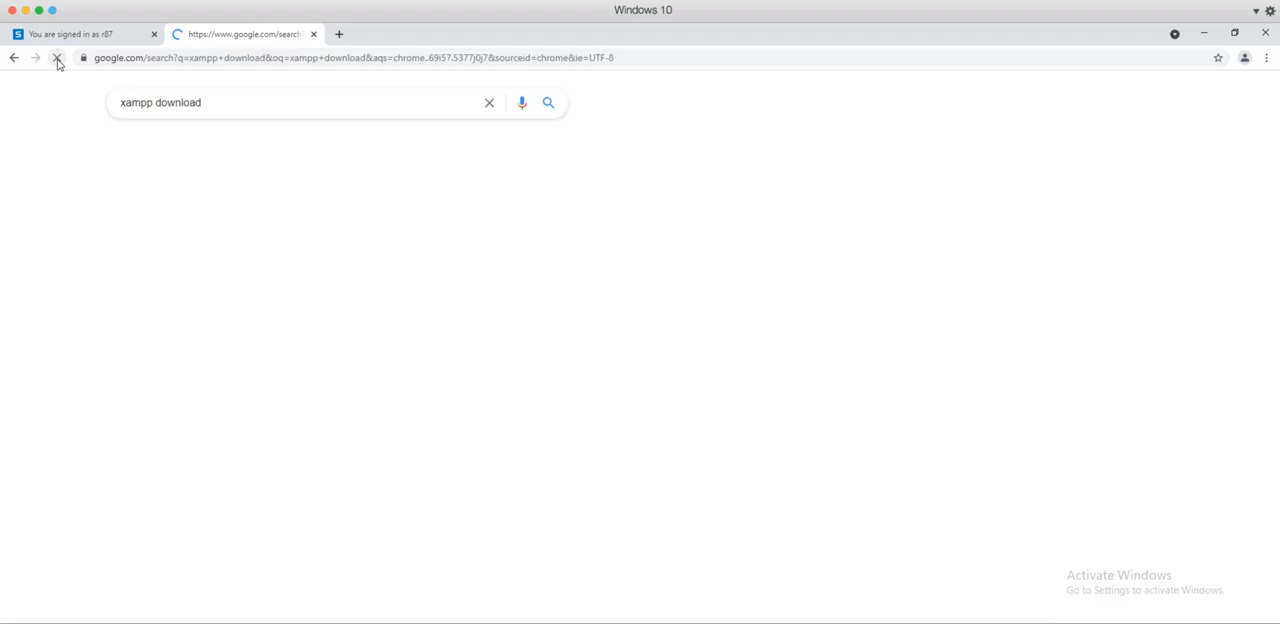 Windows 10
S You are signed in as r87
https://www.google.com/search
google.com/search?q=xampp+download&oq=xampp+download&aqs=chrome..69i57.5377j0j7&sourceid=chrome&ie=UTF-8
xampp download
Activate Windows
Go to Settings to activate Windows.